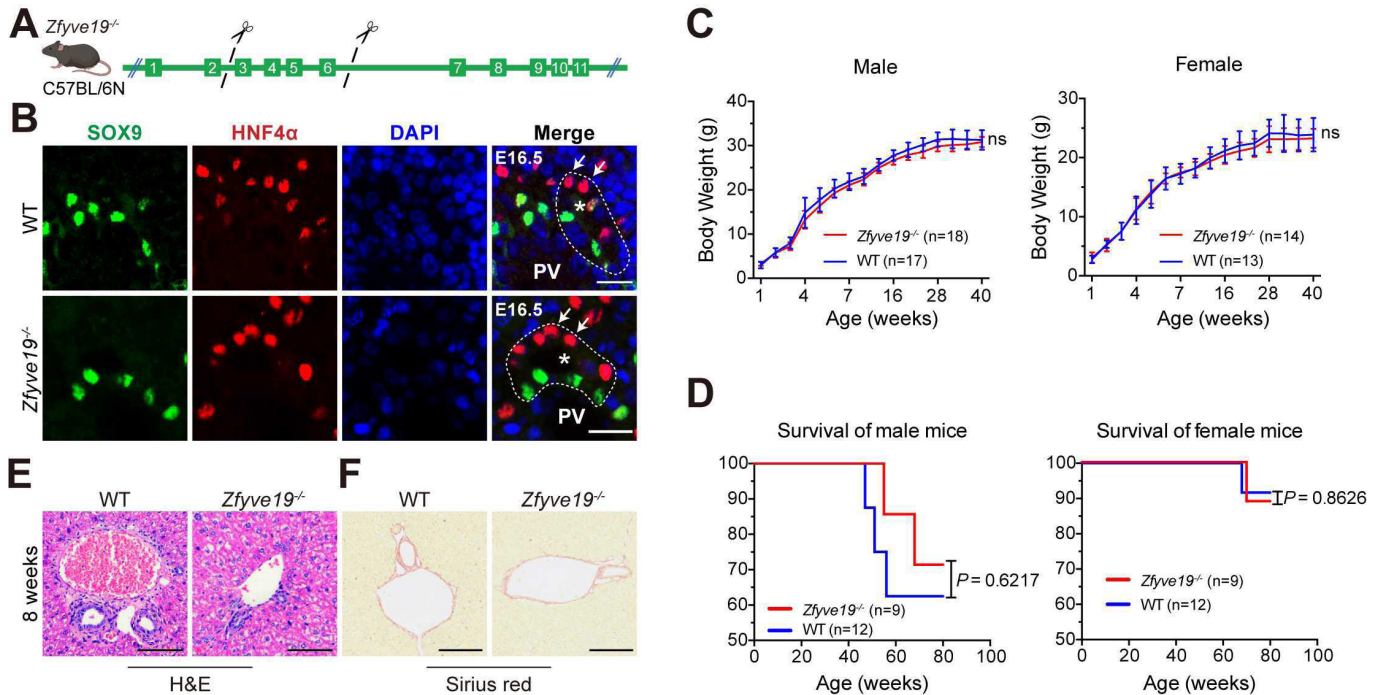 A
Zfyve19-/-
C57BL/6N
1 2 3 4 5 6 7 8 9 10 11
B
SOX9 HNF4α DAPI Merge
WT
E16.5
*
PV
Zfyve19-/-
E16.5
*
PV
C
Male
Body Weight (g)
40
30
20
10
0
Zfyve19-/- (n=18)
WT (n=17)
ns
1 4 7 16 28 40
Age (weeks)
Female
Body Weight (g)
30
20
10
0
Zfyve19-/- (n=14)
WT (n=13)
ns
1 4 7 16 28 40
Age (weeks)
D
Survival of male mice
100
90
80
70
60
50
P = 0.6217
Zfyve19-/- (n=9)
WT (n=12)
0 20 40 60 80 100
Age (weeks)
Survival of female mice
100
90
80
70
60
50
P = 0.8626
Zfyve19-/- (n=9)
WT (n=12)
0 20 40 60 80 100
Age (weeks)
E
WT Zfyve19-/-
8 weeks
H&E
F
WT Zfyve19-/-
Sirius red